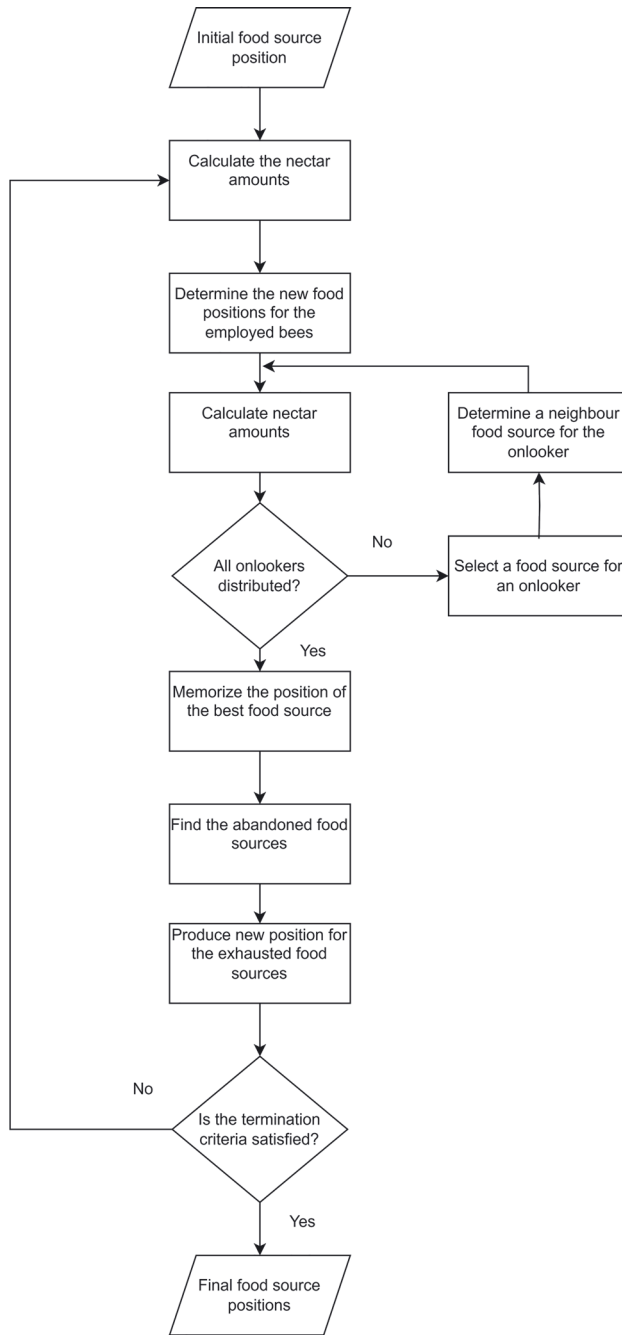 Initial food source
position
Calculate the nectar
amounts
Determine the new food
positions for the
employed bees
Calculate nectar
amounts
Determine a neighbour
food source for the
onlooker
All onlookers
distributed?
No
Select a food source for
an onlooker
Yes
Memorize the position of
the best food source
Find the abandoned food
sources
Produce new position for
the exhausted food
sources
No
Is the termination
criteria satisfied?
Yes
Final food source
positions